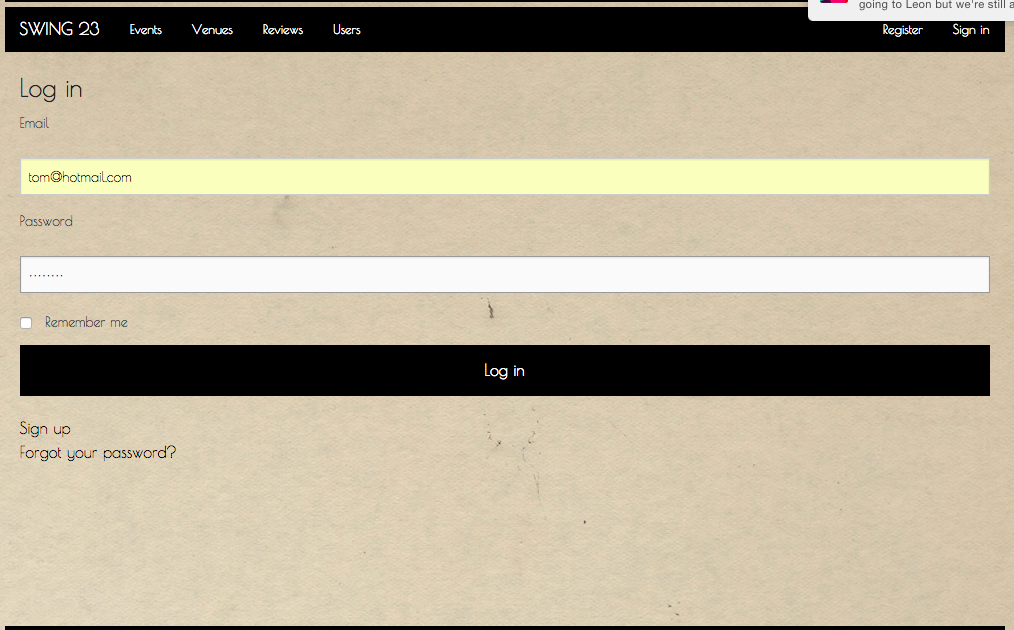 going to Leon but we're still a
SWING 23 Events Venues Reviews Users Register Sign in
Log in
Email
tom@hotmail.com
Password
........
Remember me
Log in
Sign up
Forgot your password?